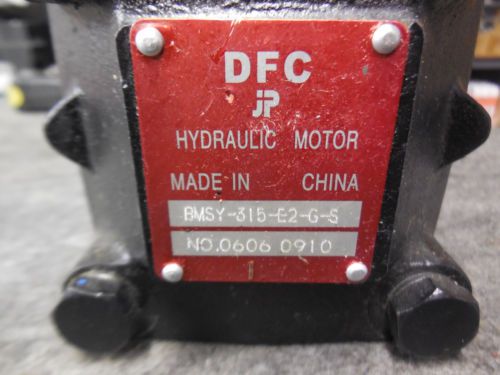 DFC
JP
HYDRAULIC MOTOR
MADE IN CHINA
BMSY-315-E2-G-S
NO.0606 0910